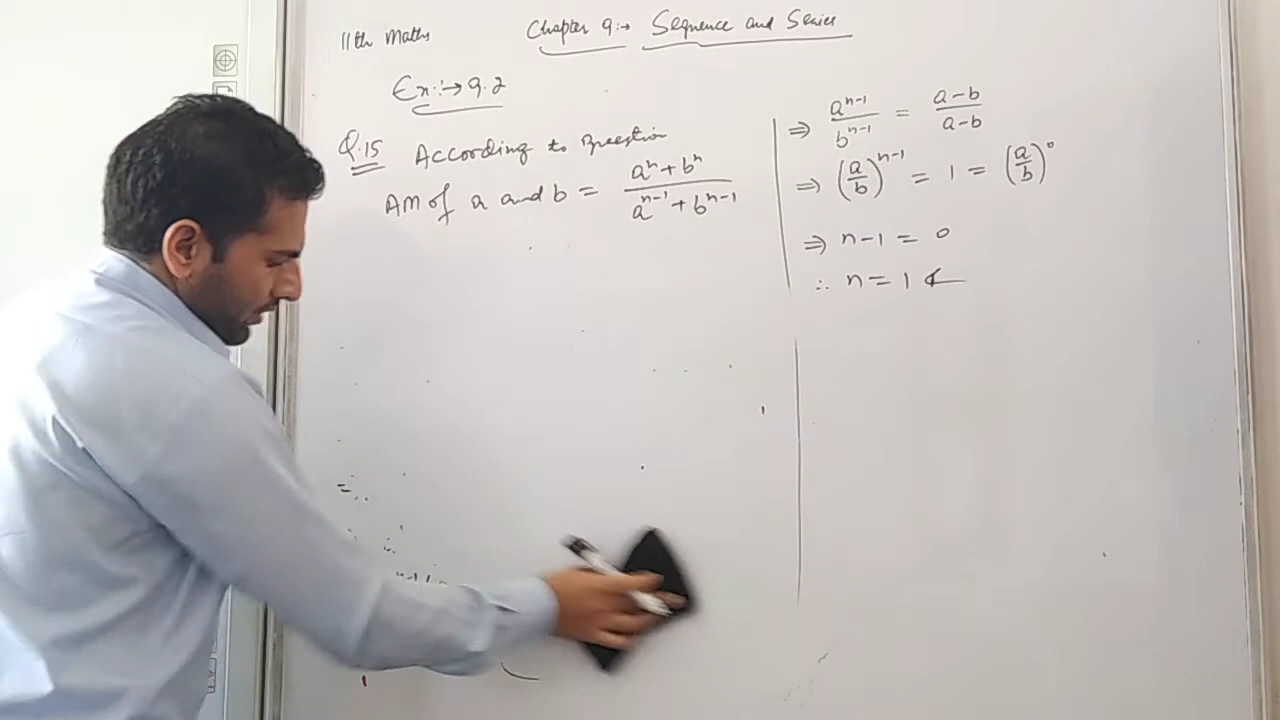 11th Maths
Chapter 9:→ Sequence and Series
Ex:→ 9.2
Q.15 According to Question
AM of a and b = (aⁿ + bⁿ)/(aⁿ⁻¹ + bⁿ⁻¹)
⇒ aⁿ⁻¹/bⁿ⁻¹ = (a-b)/(a-b)
⇒ (a/b)ⁿ⁻¹ = 1 = (a/b)⁰
⇒ n-1 = 0
∴ n = 1